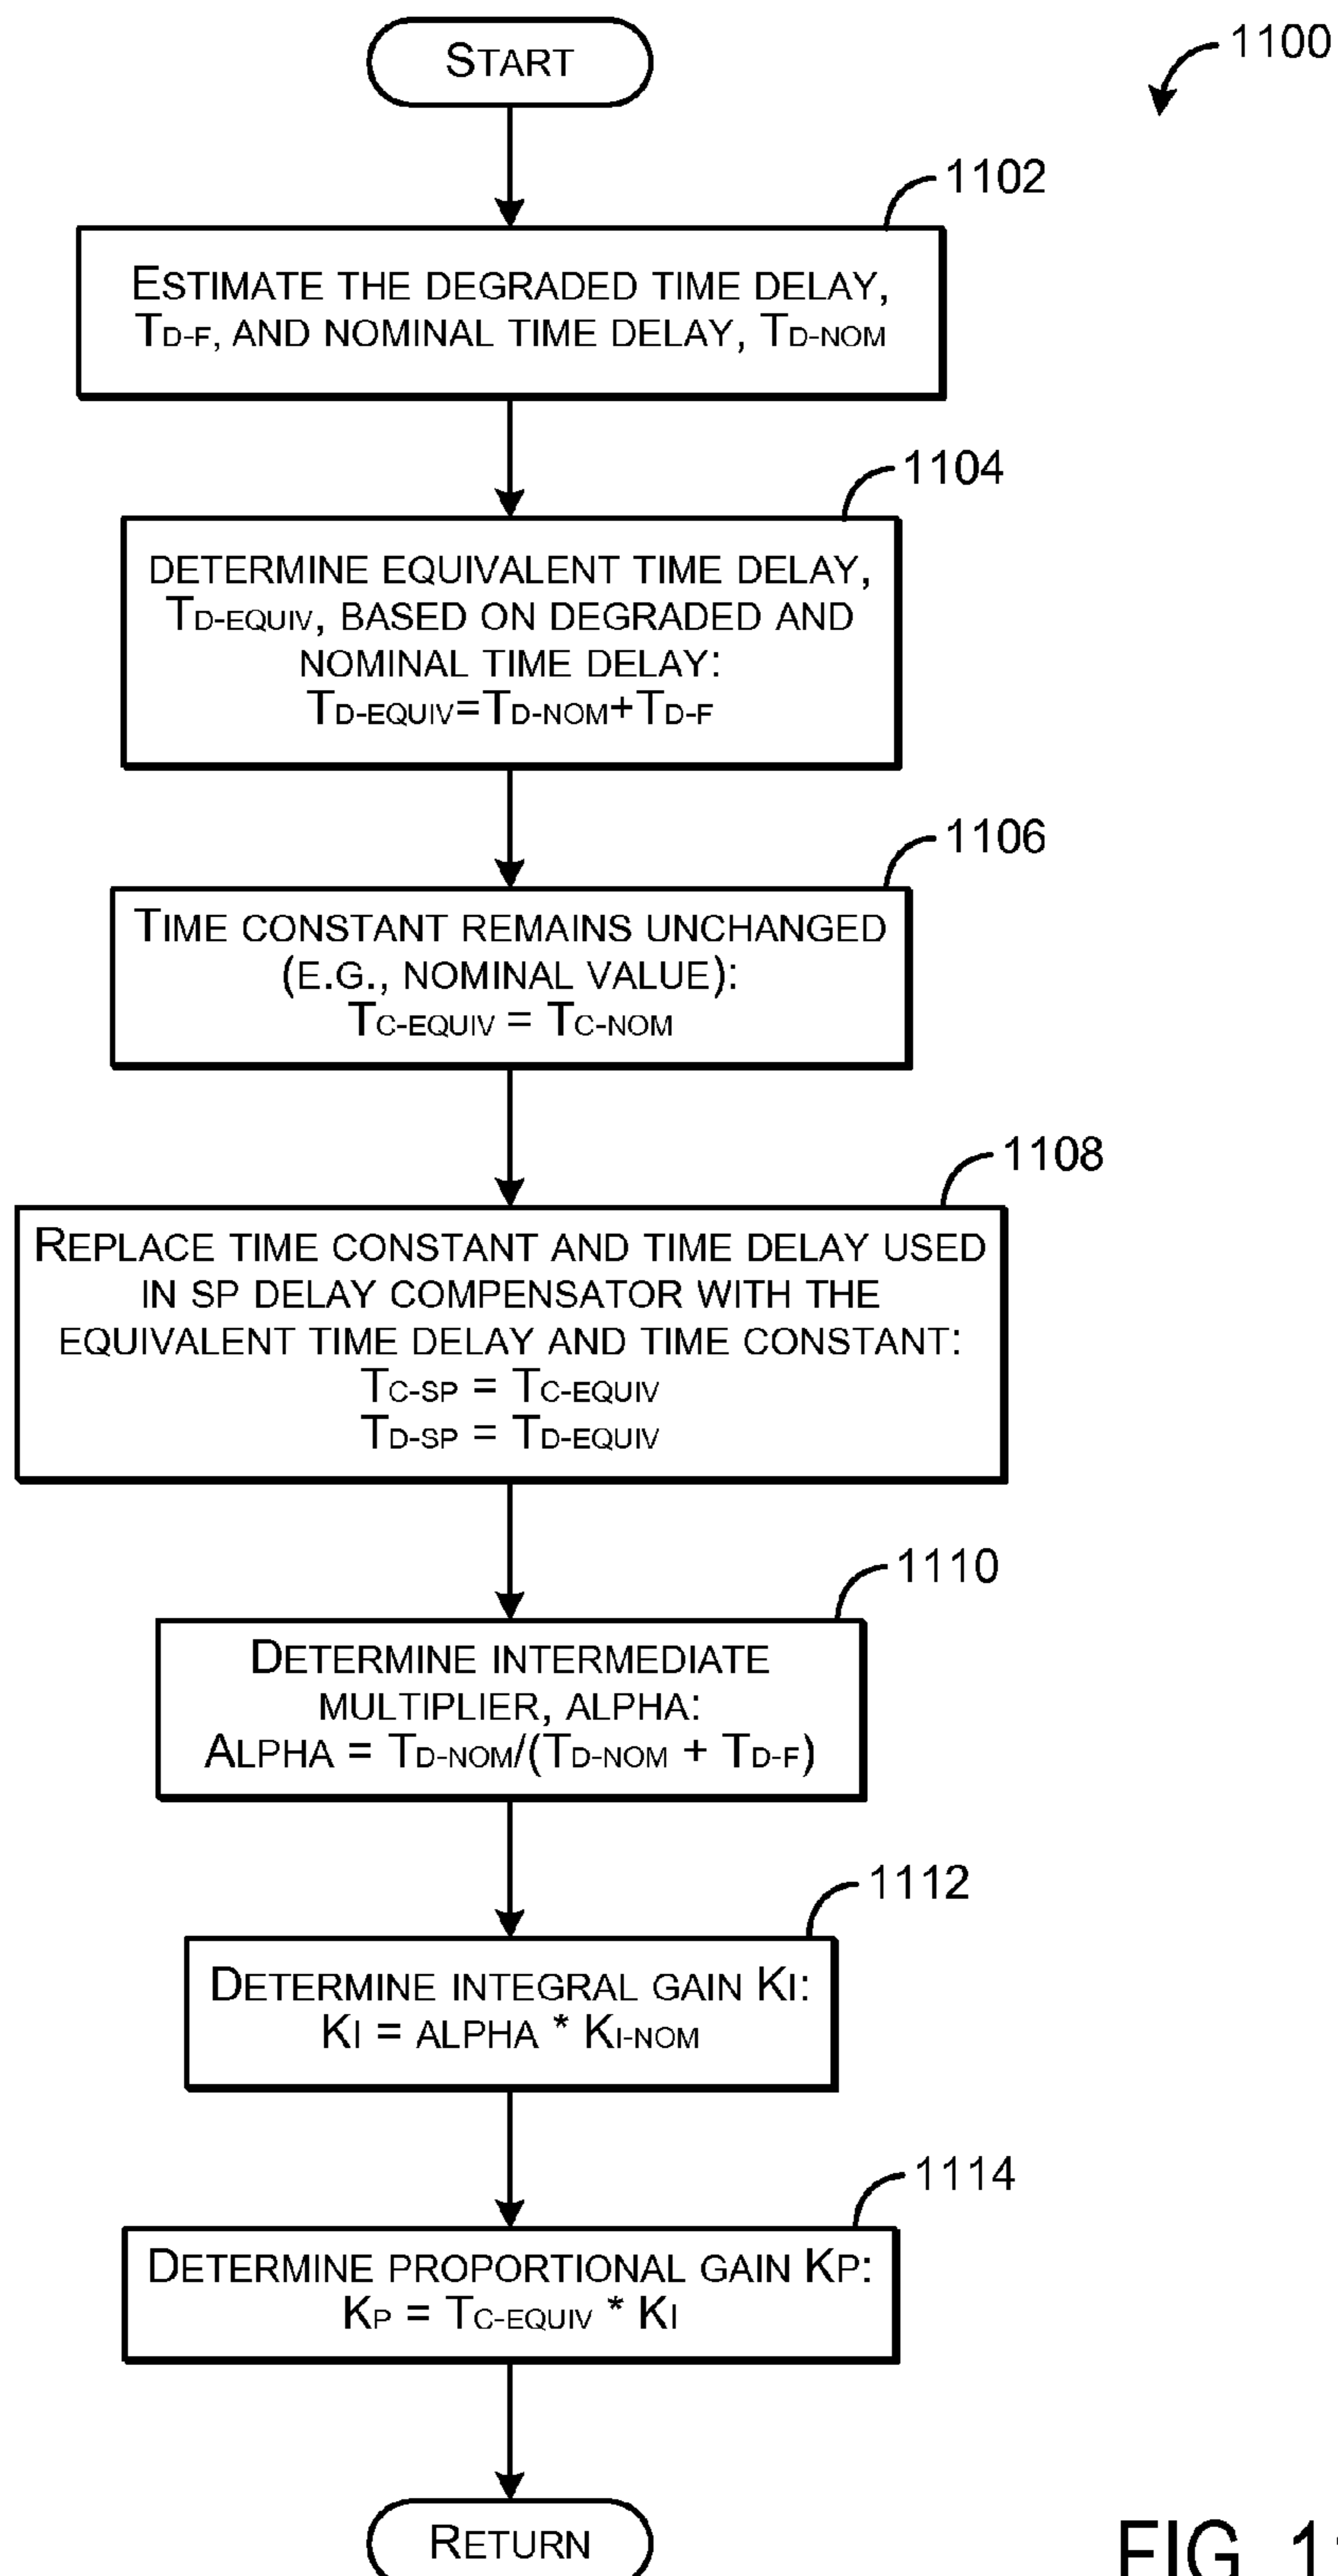 START
1100
1102
ESTIMATE THE DEGRADED TIME DELAY,
TD-F, AND NOMINAL TIME DELAY, TD-NOM
1104
DETERMINE EQUIVALENT TIME DELAY,
TD-EQUIV, BASED ON DEGRADED AND
NOMINAL TIME DELAY:
TD-EQUIV=TD-NOM+TD-F
1106
TIME CONSTANT REMAINS UNCHANGED
(E.G., NOMINAL VALUE):
TC-EQUIV = TC-NOM
1108
REPLACE TIME CONSTANT AND TIME DELAY USED
IN SP DELAY COMPENSATOR WITH THE
EQUIVALENT TIME DELAY AND TIME CONSTANT:
TC-SP = TC-EQUIV
TD-SP = TD-EQUIV
1110
DETERMINE INTERMEDIATE
MULTIPLIER, ALPHA:
ALPHA = TD-NOM/(TD-NOM + TD-F)
1112
DETERMINE INTEGRAL GAIN KI:
KI = ALPHA * KI-NOM
1114
DETERMINE PROPORTIONAL GAIN KP:
KP = TC-EQUIV * KI
RETURN
FIG. 1